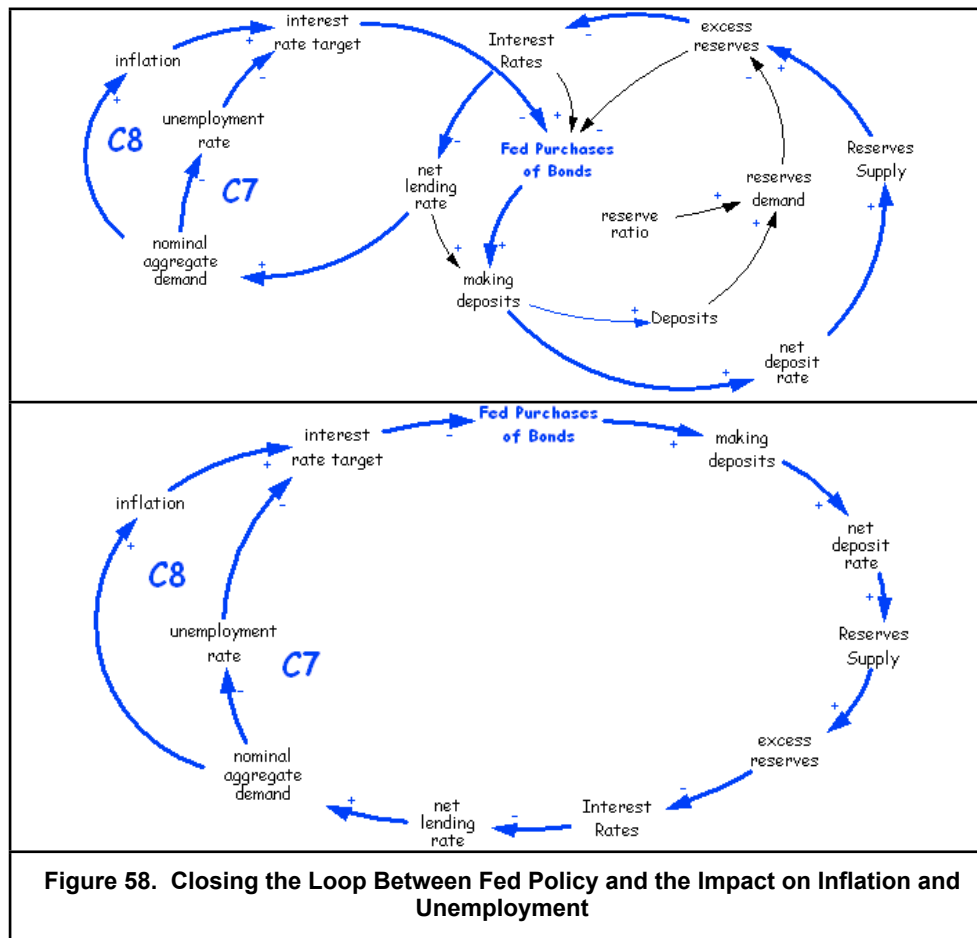 interest
rate target
+
inflation
-
+
unemployment
rate
C8
C7
-
nominal
aggregate
demand
+
Interest
Rates
-
excess
reserves
-
+
-
+
-
Fed Purchases
of Bonds
-
net
lending
rate
reserves
demand
Reserves
Supply
reserve
ratio
+
+
+
+
+
making
deposits
+
Deposits
+
net
deposit
rate
interest
rate target
-
Fed Purchases
of Bonds
+
making
deposits
+
-
inflation
+
+
net
deposit
rate
C8
+
unemployment
rate
C7
Reserves
Supply
-
+
nominal
aggregate
demand
excess
reserves
+
net
lending
rate
-
Interest
Rates
-
Figure 58. Closing the Loop Between Fed Policy and the Impact on Inflation and
Unemployment